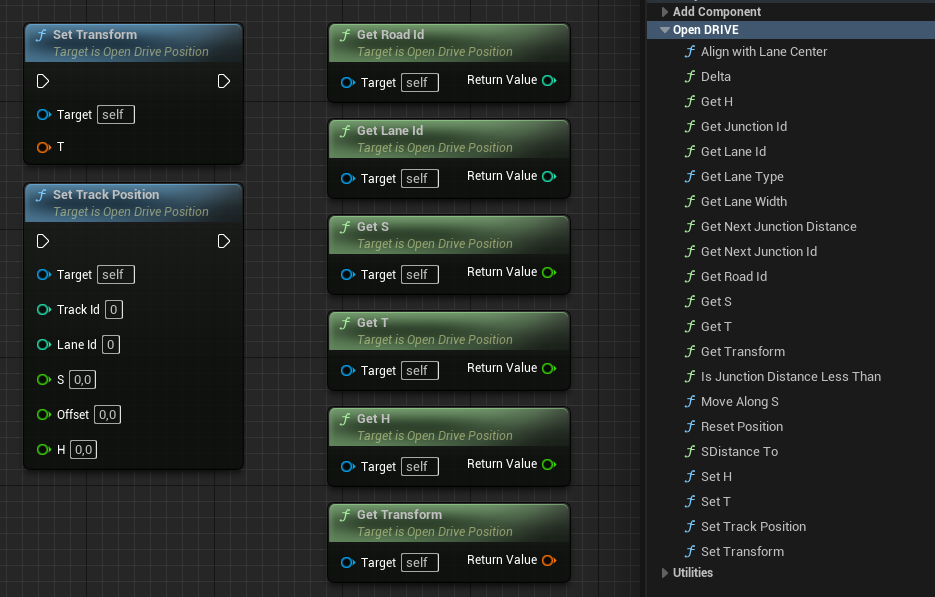 Set Transform
Target is Open Drive Position
Target self
T
Set Track Position
Target is Open Drive Position
Target self
Track Id 0
Lane Id 0
S 0,0
Offset 0,0
H 0,0
Get Road Id
Target is Open Drive Position
Target self Return Value
Get Lane Id
Target is Open Drive Position
Target self Return Value
Get S
Target is Open Drive Position
Target self Return Value
Get T
Target is Open Drive Position
Target self Return Value
Get H
Target is Open Drive Position
Target self Return Value
Get Transform
Target is Open Drive Position
Target self Return Value
Add Component
Open DRIVE
f Align with Lane Center
f Delta
f Get H
f Get Junction Id
f Get Lane Id
f Get Lane Type
f Get Lane Width
f Get Next Junction Distance
f Get Next Junction Id
f Get Road Id
f Get S
f Get T
f Get Transform
f Is Junction Distance Less Than
f Move Along S
f Reset Position
f SDistance To
f Set H
f Set T
f Set Track Position
f Set Transform
Utilities